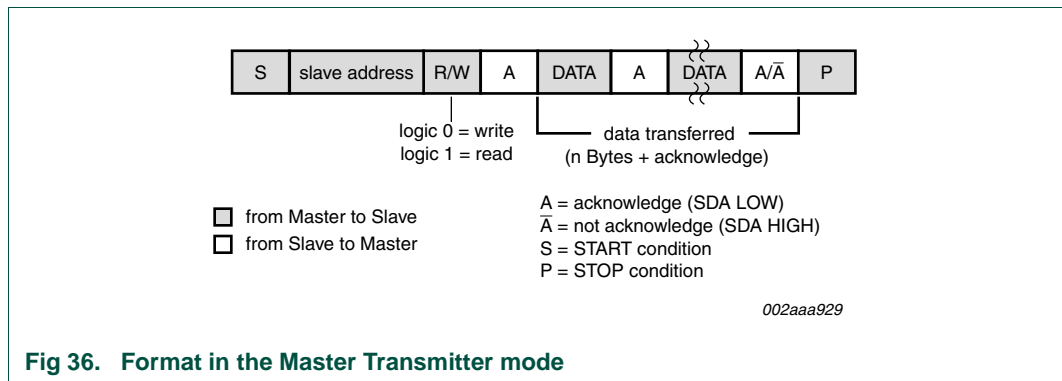 S slave address R/W A DATA A DATA A/A̅ P
logic 0 = write
logic 1 = read
data transferred
(n Bytes + acknowledge)
from Master to Slave
from Slave to Master
A = acknowledge (SDA LOW)
A̅ = not acknowledge (SDA HIGH)
S = START condition
P = STOP condition
002aaa929
Fig 36. Format in the Master Transmitter mode